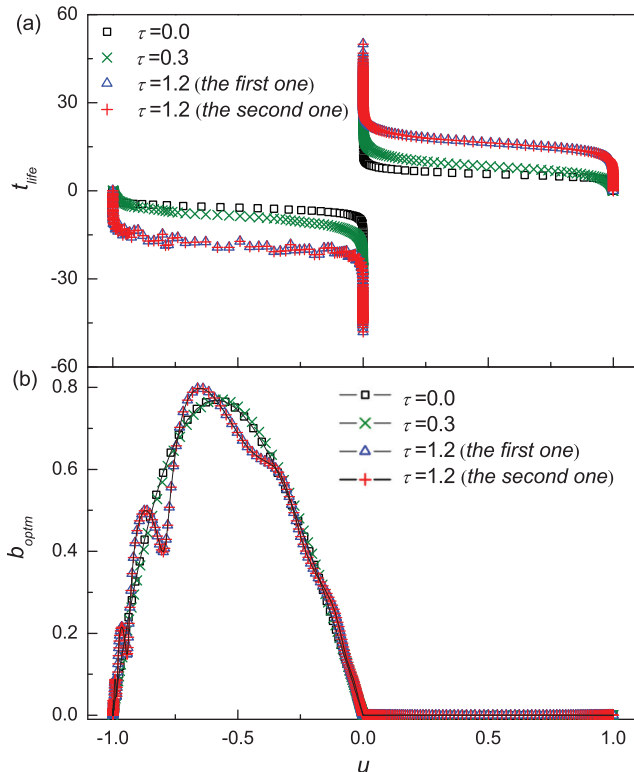 (a)
60
30
0
-30
-60
t_life
τ=0.0
τ=0.3
τ=1.2 (the first one)
τ=1.2 (the second one)
(b)
0.8
0.6
0.4
0.2
0.0
b_optm
τ=0.0
τ=0.3
τ=1.2 (the first one)
τ=1.2 (the second one)
-1.0
-0.5
0.0
0.5
1.0
u